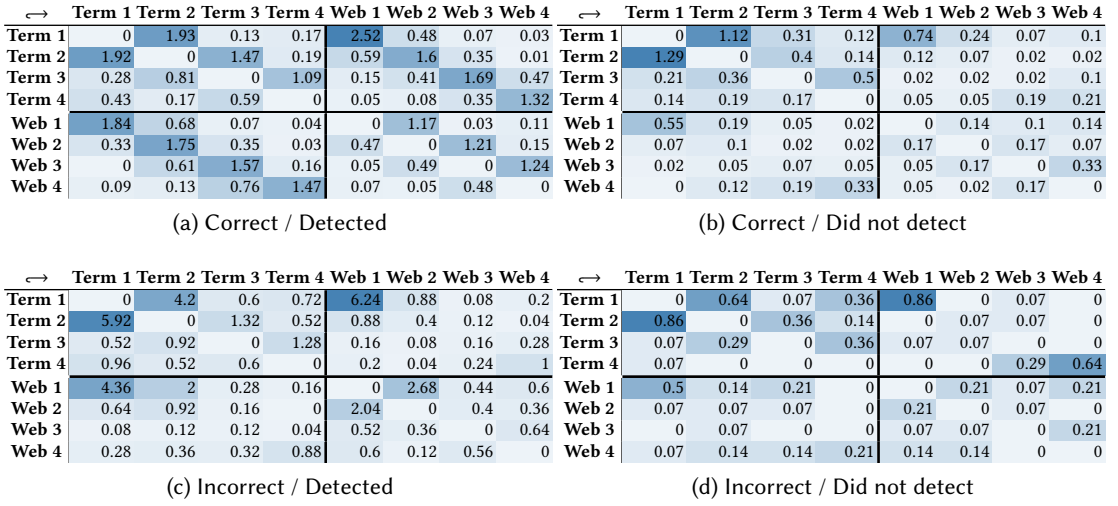 ↪ Term 1 Term 2 Term 3 Term 4 Web 1 Web 2 Web 3 Web 4
Term 1 0 1.93 0.13 0.17 2.52 0.48 0.07 0.03
Term 2 1.92 0 1.47 0.19 0.59 1.6 0.35 0.01
Term 3 0.28 0.81 0 1.09 0.15 0.41 1.69 0.47
Term 4 0.43 0.17 0.59 0 0.05 0.08 0.35 1.32
Web 1 1.84 0.68 0.07 0.04 0 1.17 0.03 0.11
Web 2 0.33 1.75 0.35 0.03 0.47 0 1.21 0.15
Web 3 0 0.61 1.57 0.16 0.05 0.49 0 1.24
Web 4 0.09 0.13 0.76 1.47 0.07 0.05 0.48 0
(a) Correct / Detected
↪ Term 1 Term 2 Term 3 Term 4 Web 1 Web 2 Web 3 Web 4
Term 1 0 1.12 0.31 0.12 0.74 0.24 0.07 0.1
Term 2 1.29 0 0.4 0.14 0.12 0.07 0.02 0.02
Term 3 0.21 0.36 0 0.5 0.02 0.02 0.02 0.1
Term 4 0.14 0.19 0.17 0 0.05 0.05 0.19 0.21
Web 1 0.55 0.19 0.05 0.02 0 0.14 0.1 0.14
Web 2 0.07 0.1 0.02 0.02 0.17 0 0.17 0.07
Web 3 0.02 0.05 0.07 0.05 0.05 0.17 0 0.33
Web 4 0 0.12 0.19 0.33 0.05 0.02 0.17 0
(b) Correct / Did not detect
↪ Term 1 Term 2 Term 3 Term 4 Web 1 Web 2 Web 3 Web 4
Term 1 0 4.2 0.6 0.72 6.24 0.88 0.08 0.2
Term 2 5.92 0 1.32 0.52 0.88 0.4 0.12 0.04
Term 3 0.52 0.92 0 1.28 0.16 0.08 0.16 0.28
Term 4 0.96 0.52 0.6 0 0.2 0.04 0.24 1
Web 1 4.36 2 0.28 0.16 0 2.68 0.44 0.6
Web 2 0.64 0.92 0.16 0 2.04 0 0.4 0.36
Web 3 0.08 0.12 0.12 0.04 0.52 0.36 0 0.64
Web 4 0.28 0.36 0.32 0.88 0.6 0.12 0.56 0
(c) Incorrect / Detected
↪ Term 1 Term 2 Term 3 Term 4 Web 1 Web 2 Web 3 Web 4
Term 1 0 0.64 0.07 0.36 0.86 0 0.07 0
Term 2 0.86 0 0.36 0.14 0 0.07 0.07 0
Term 3 0.07 0.29 0 0.36 0.07 0.07 0 0
Term 4 0.07 0 0 0 0 0 0.29 0.64
Web 1 0.5 0.14 0.21 0 0 0.21 0.07 0.21
Web 2 0.07 0.07 0.07 0 0.21 0 0.07 0
Web 3 0 0.07 0 0 0.07 0.07 0 0.21
Web 4 0.07 0.14 0.14 0.21 0.14 0.14 0 0
(d) Incorrect / Did not detect